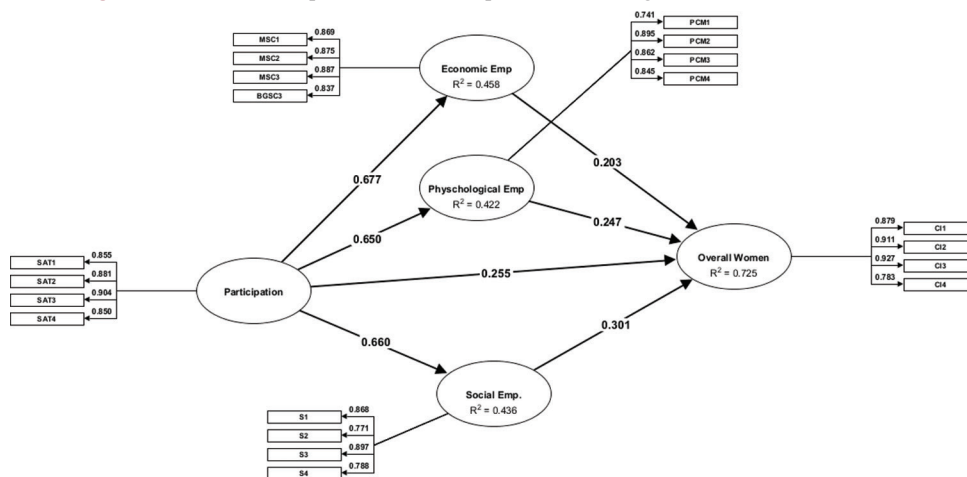 0.741
PCM1
0.895
PCM2
0.862
PCM3
0.845
PCM4
0.869
MSC1
0.875
MSC2
0.887
MSC3
0.837
BGSC3
Economic Emp
R² = 0.458
0.203
0.677
Physchological Emp
R² = 0.422
0.247
0.650
0.879
CI1
0.911
CI2
0.927
CI3
0.783
CI4
Overall Women
R² = 0.725
0.855
SAT1
0.881
SAT2
0.904
SAT3
0.850
SAT4
Participation
0.255
0.660
0.301
Social Emp.
R² = 0.436
0.868
S1
0.771
S2
0.897
S3
0.788
S4